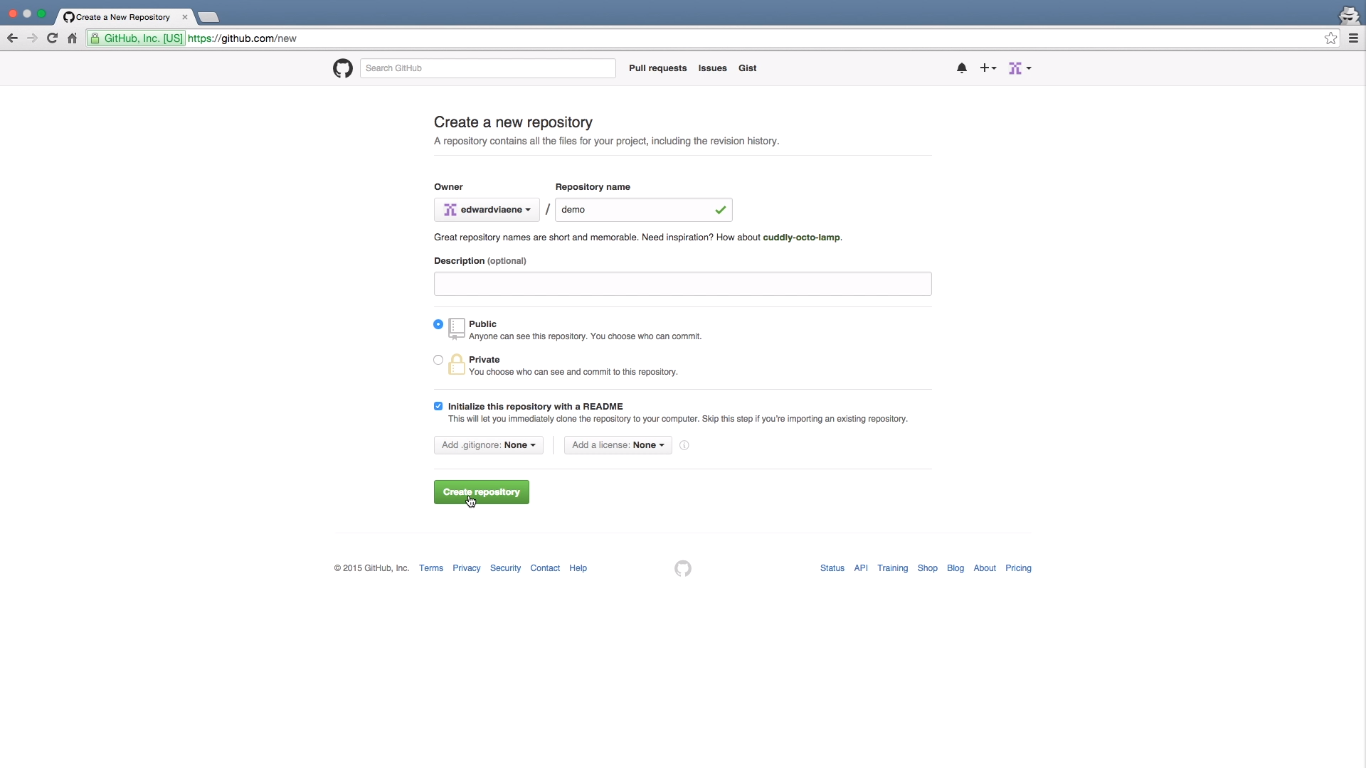 Create a New Repository
GitHub, Inc. [US] https://github.com/new
Search GitHub Pull requests Issues Gist
Create a new repository
A repository contains all the files for your project, including the revision history.
Owner Repository name
edwardviaene / demo
Great repository names are short and memorable. Need inspiration? How about cuddly-octo-lamp.
Description (optional)
Public
Anyone can see this repository. You choose who can commit.
Private
You choose who can see and commit to this repository.
Initialize this repository with a README
This will let you immediately clone the repository to your computer. Skip this step if you're importing an existing repository.
Add .gitignore: None Add a license: None
Create repository
© 2015 GitHub, Inc. Terms Privacy Security Contact Help Status API Training Shop Blog About Pricing